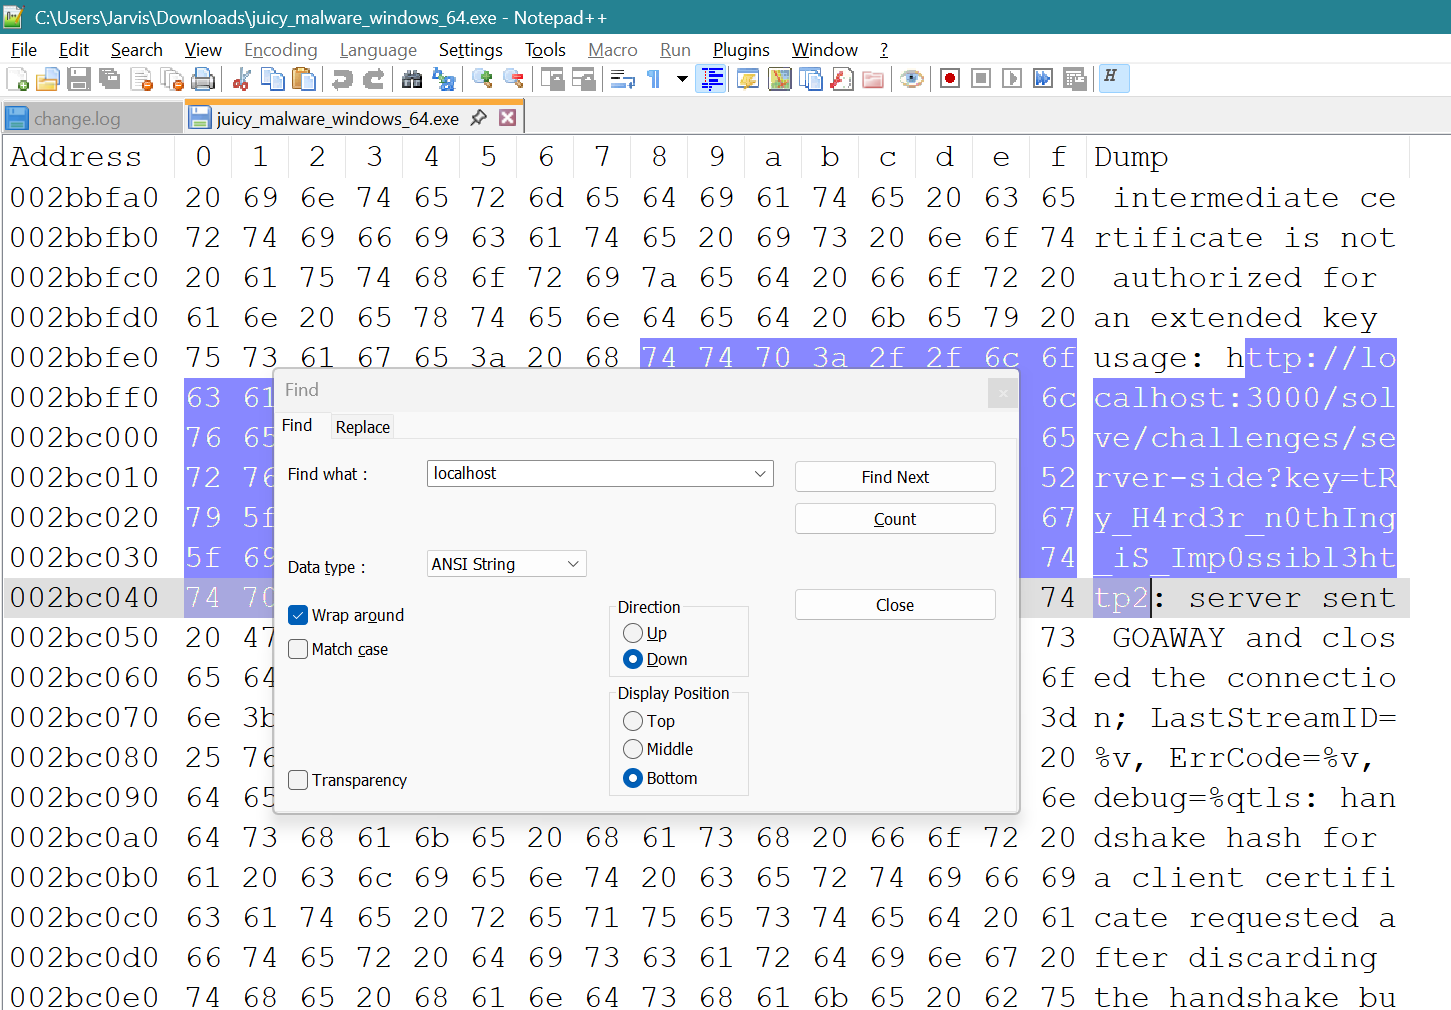 C:\Users\Jarvis\Downloads\juicy_malware_windows_64.exe - Notepad++
File Edit Search View Encoding Language Settings Tools Macro Run Plugins Window ?
change.log juicy_malware_windows_64.exe
Address 0 1 2 3 4 5 6 7 8 9 a b c d e f Dump
002bbfa0 20 69 6e 74 65 72 6d 65 64 69 61 74 65 20 63 65 intermediate ce
002bbfb0 72 74 69 66 69 63 61 74 65 20 69 73 20 6e 6f 74 rtificate is not
002bbfc0 20 61 75 74 68 6f 72 69 7a 65 64 20 66 6f 72 20 authorized for
002bbfd0 61 6e 20 65 78 74 65 6e 64 65 64 20 6b 65 79 20 an extended key
002bbfe0 75 73 61 67 65 3a 20 68 74 74 70 3a 2f 2f 6c 6f usage: http://lo
002bbff0 63 61 6c calhost:3000/sol
002bc000 76 65 65 ve/challenges/se
002bc010 72 76 52 rver-side?key=tR
002bc020 79 5f 67 y_H4rd3r_n0thIng
002bc030 5f 69 74 _iS_Imp0ssibl3ht
002bc040 74 70 74 tp2: server sent
002bc050 20 47 73 GOAWAY and clos
002bc060 65 64 6f ed the connectio
002bc070 6e 3b 3d n; LastStreamID=
002bc080 25 76 20 %v, ErrCode=%v,
002bc090 64 65 6e debug=%qtls: han
002bc0a0 64 73 68 61 6b 65 20 68 61 73 68 20 66 6f 72 20 dshake hash for
002bc0b0 61 20 63 6c 69 65 6e 74 20 63 65 72 74 69 66 69 a client certifi
002bc0c0 63 61 74 65 20 72 65 71 75 65 73 74 65 64 20 61 cate requested a
002bc0d0 66 74 65 72 20 64 69 73 63 61 72 64 69 6e 67 20 fter discarding
002bc0e0 74 68 65 20 68 61 6e 64 73 68 61 6b 65 20 62 75 the handshake bu
Find
Find Replace
Find what :
localhost
Find Next
Count
Data type :
ANSI String
Close
Wrap around
Match case
Transparency
Direction
Up
Down
Display Position
Top
Middle
Bottom